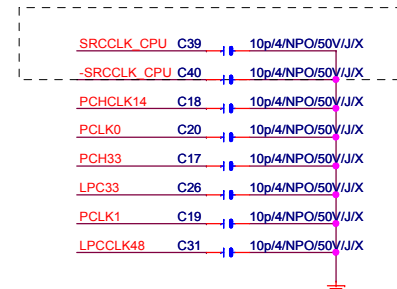 SRCCLK_CPU C39 10p/4/NPO/50V/J/X
-SRCCLK_CPU C40 10p/4/NPO/50V/J/X
PCHCLK14 C18 10p/4/NPO/50V/J/X
PCLK0 C20 10p/4/NPO/50V/J/X
PCH33 C17 10p/4/NPO/50V/J/X
LPC33 C26 10p/4/NPO/50V/J/X
PCLK1 C19 10p/4/NPO/50V/J/X
LPCCLK48 C31 10p/4/NPO/50V/J/X